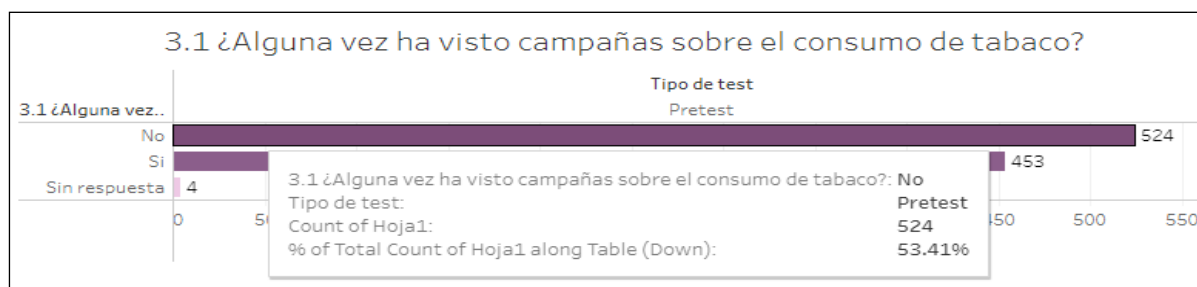 3.1 ¿Alguna vez ha visto campañas sobre el consumo de tabaco?
Tipo de test
3.1 ¿Alguna vez.. Pretest
No 524
Si 453
Sin respuesta 4
3.1 ¿Alguna vez ha visto campañas sobre el consumo de tabaco?: No
Tipo de test: Pretest
Count of Hoja1: 524
% of Total Count of Hoja1 along Table (Down): 53.41%
0 500 550